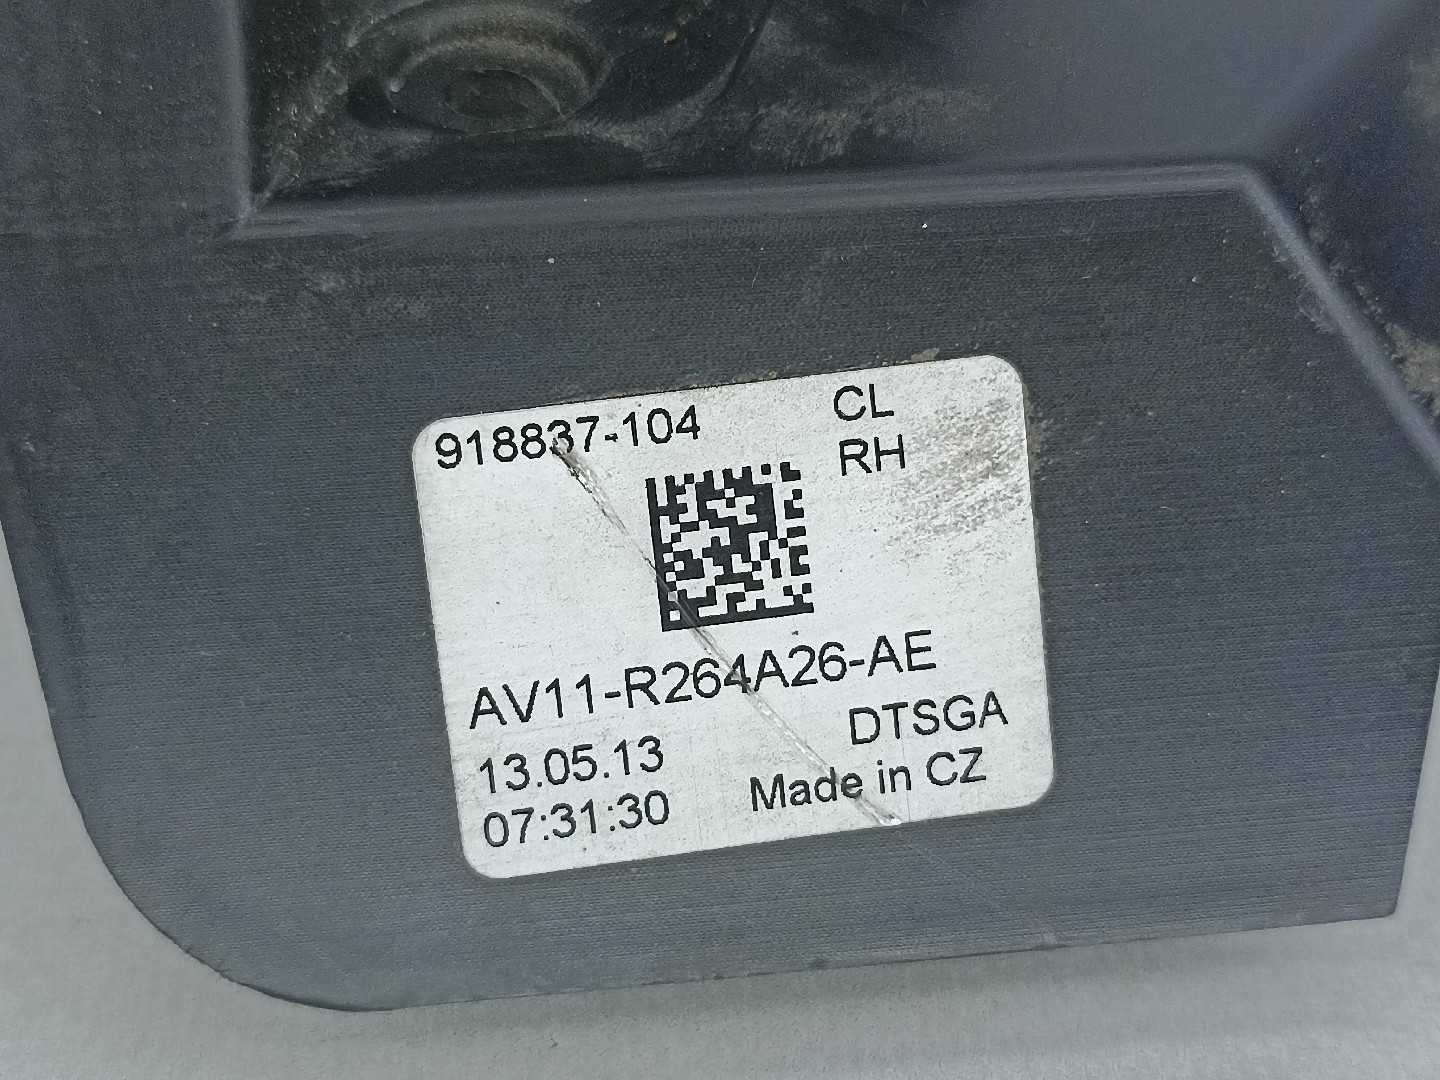 918837-104
CL
RH
AV11-R264A26-AE
DTSGA
13.05.13
Made in CZ
07:31:30